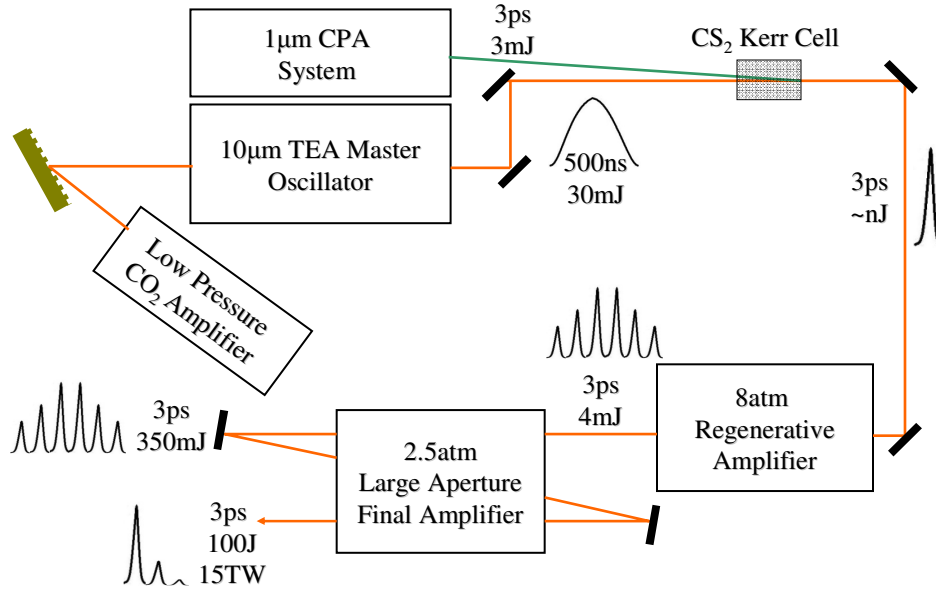 1μm CPA
System
3ps
3mJ
CS₂ Kerr Cell
10μm TEA Master
Oscillator
500ns
30mJ
3ps
~nJ
Low Pressure
CO₂ Amplifier
3ps
4mJ
8atm
Regenerative
Amplifier
3ps
350mJ
2.5atm
Large Aperture
Final Amplifier
3ps
100J
15TW